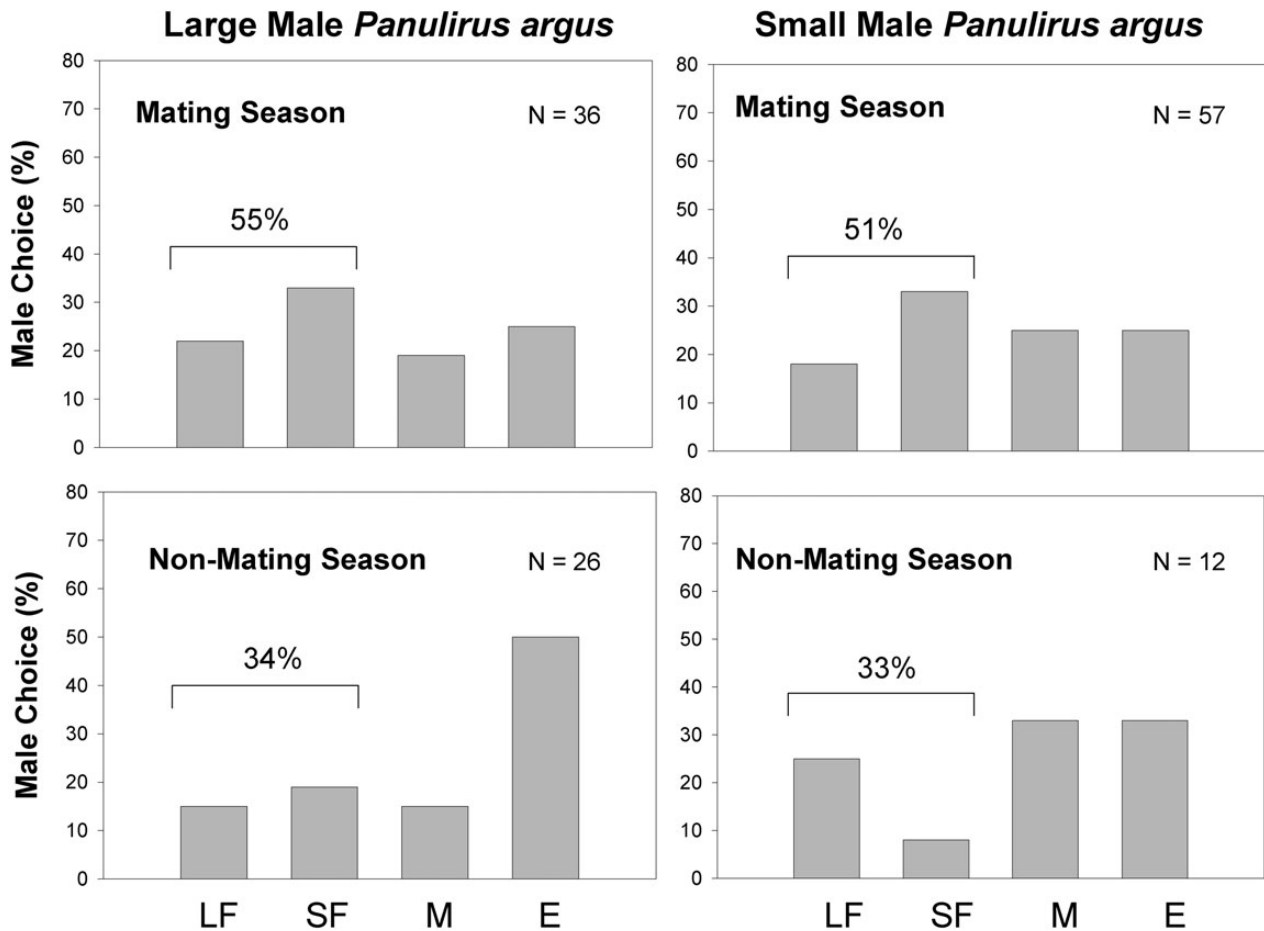 Large Male Panulirus argus
Small Male Panulirus argus
Male Choice (%)
80
70
60
50
40
30
20
10
0
Mating Season
N = 36
55%
80
70
60
50
40
30
20
10
0
Mating Season
N = 57
51%
Male Choice (%)
80
70
60
50
40
30
20
10
0
Non-Mating Season
N = 26
34%
LF SF M E
80
70
60
50
40
30
20
10
0
Non-Mating Season
N = 12
33%
LF SF M E